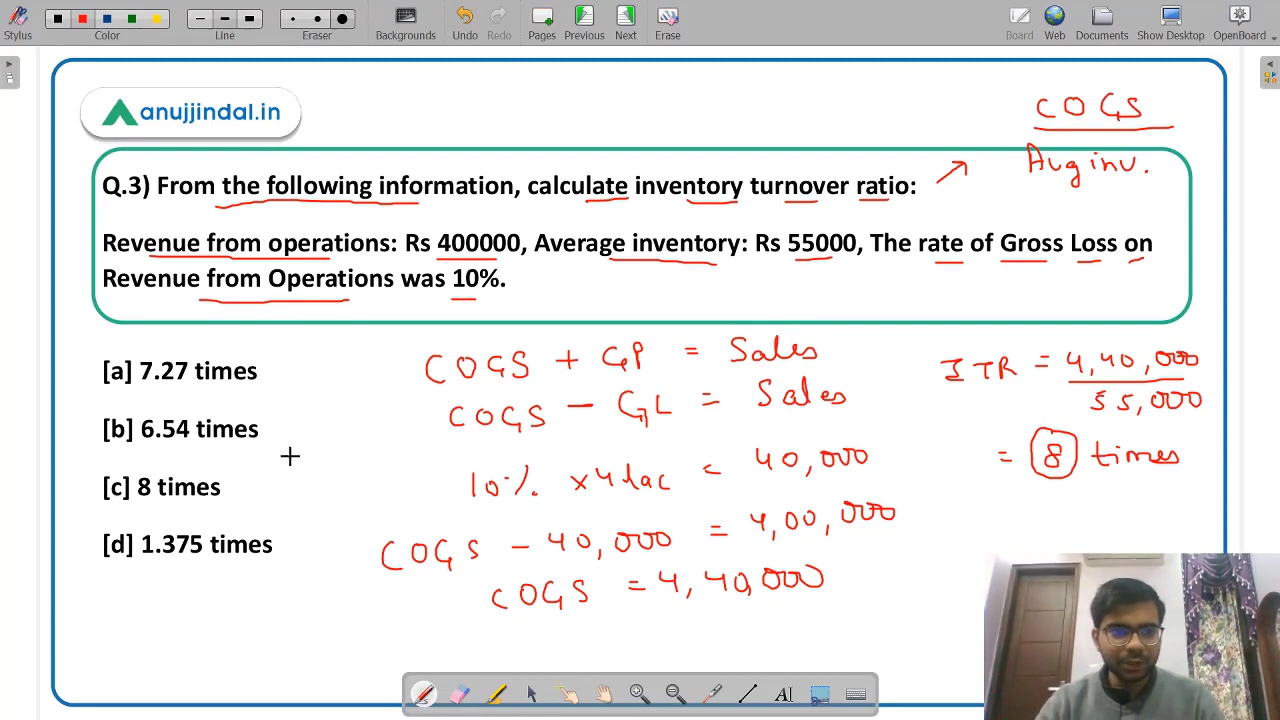 Stylus
Color
Line
Eraser
Backgrounds
Undo
Redo
Pages
Previous
Next
Erase
Board
Web
Documents
Show Desktop
OpenBoard
anujjindal.in
COGS
Avg inv.
Q.3) From the following information, calculate inventory turnover ratio:
Revenue from operations: Rs 400000, Average inventory: Rs 55000, The rate of Gross Loss on
Revenue from Operations was 10%.
[a] 7.27 times
[b] 6.54 times
[c] 8 times
[d] 1.375 times
COGS + GP = Sales
COGS - GL = Sales
10% x 4 lac = 40,000
COGS - 40,000 = 4,00,000
COGS = 4,40,000
ITR = 4,40,000
55,000
= 8 times